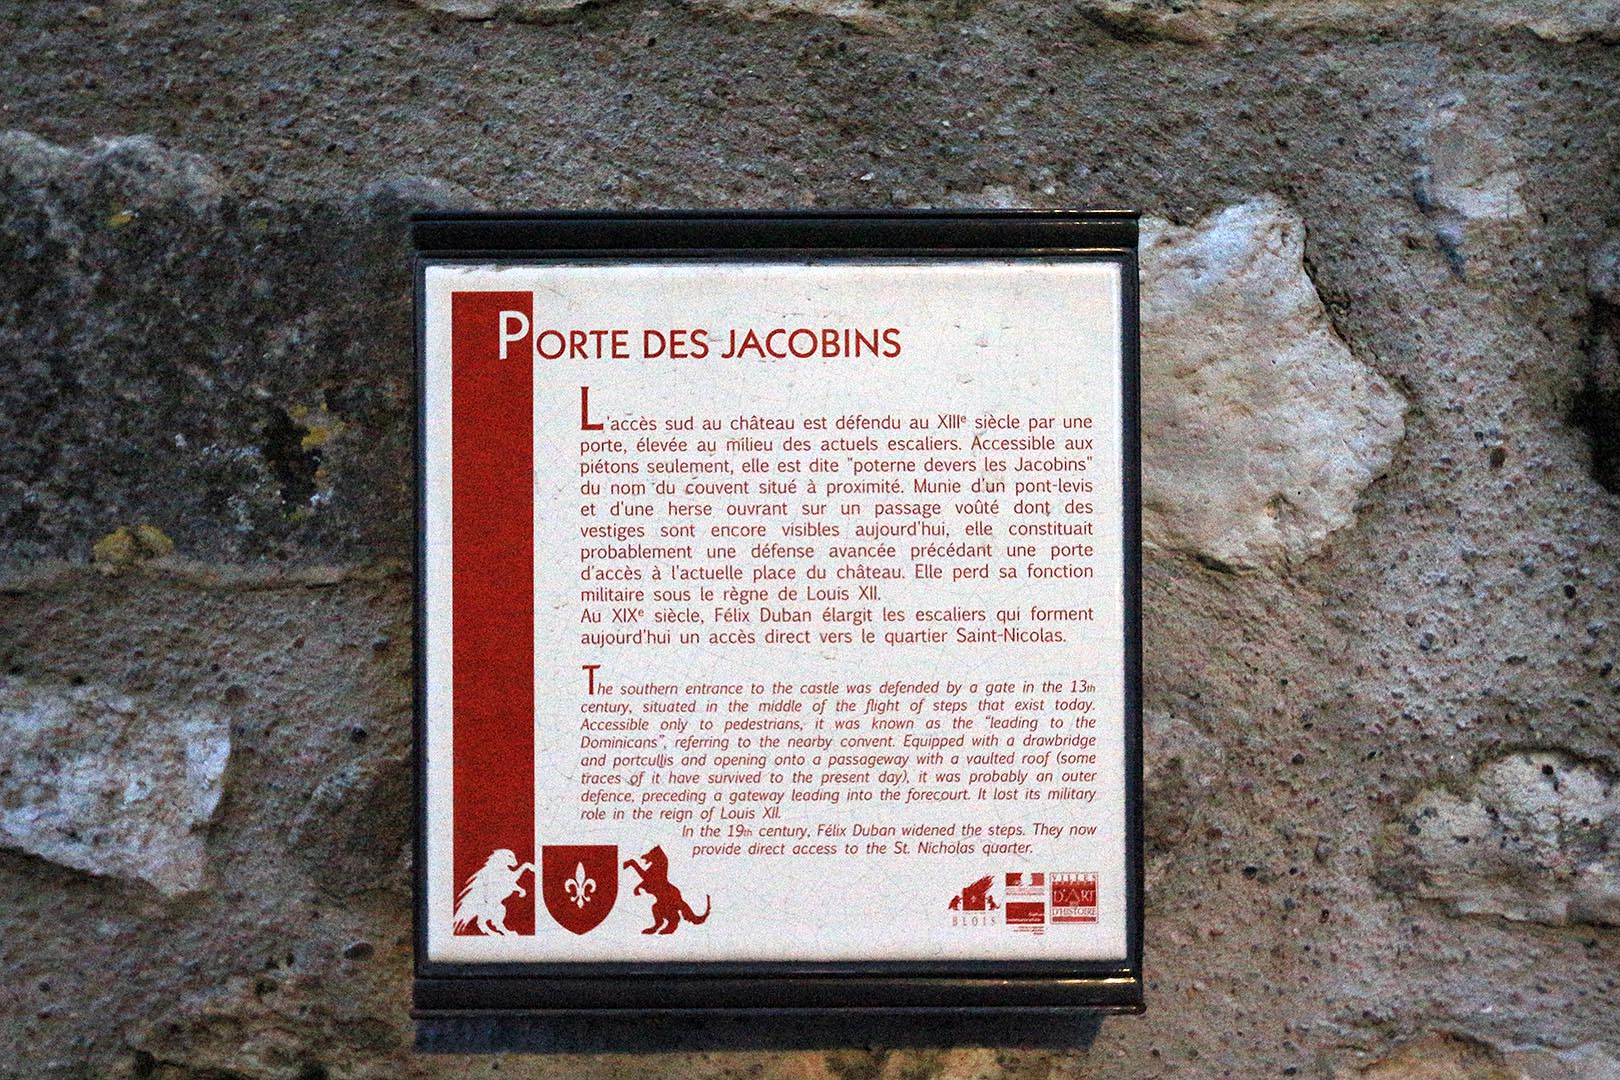 PORTE DES JACOBINS
L'accès sud au château est défendu au XIIIe siècle par une
porte, élevée au milieu des actuels escaliers. Accessible aux
piétons seulement, elle est dite "poterne devers les Jacobins"
du nom du couvent situé à proximité. Munie d'un pont-levis
et d'une herse ouvrant sur un passage voûté dont des
vestiges sont encore visibles aujourd'hui, elle constituait
probablement une défense avancée précédant une porte
d'accès à l'actuelle place du château. Elle perd sa fonction
militaire sous le règne de Louis XII.
Au XIXe siècle, Félix Duban élargit les escaliers qui forment
aujourd'hui un accès direct vers le quartier Saint-Nicolas.
The southern entrance to the castle was defended by a gate in the 13th
century, situated in the middle of the flight of steps that exist today.
Accessible only to pedestrians, it was known as the "leading to the
Dominicans", referring to the nearby convent. Equipped with a drawbridge
and portcullis and opening onto a passageway with a vaulted roof (some
traces of it have survived to the present day), it was probably an outer
defence, preceding a gateway leading into the forecourt. It lost its military
role in the reign of Louis XII.
In the 19th century, Félix Duban widened the steps. They now
provide direct access to the St. Nicholas quarter.
BLOIS
VILLES
D'ART
D'HISTOIRE